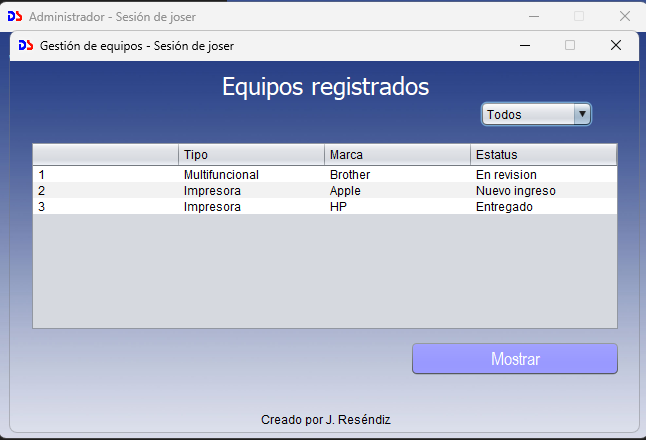 DS Administrador - Sesión de joser
DS Gestión de equipos - Sesión de joser
Equipos registrados
Todos
Tipo Marca Estatus
1 Multifuncional Brother En revision
2 Impresora Apple Nuevo ingreso
3 Impresora HP Entregado
Mostrar
Creado por J. Reséndiz